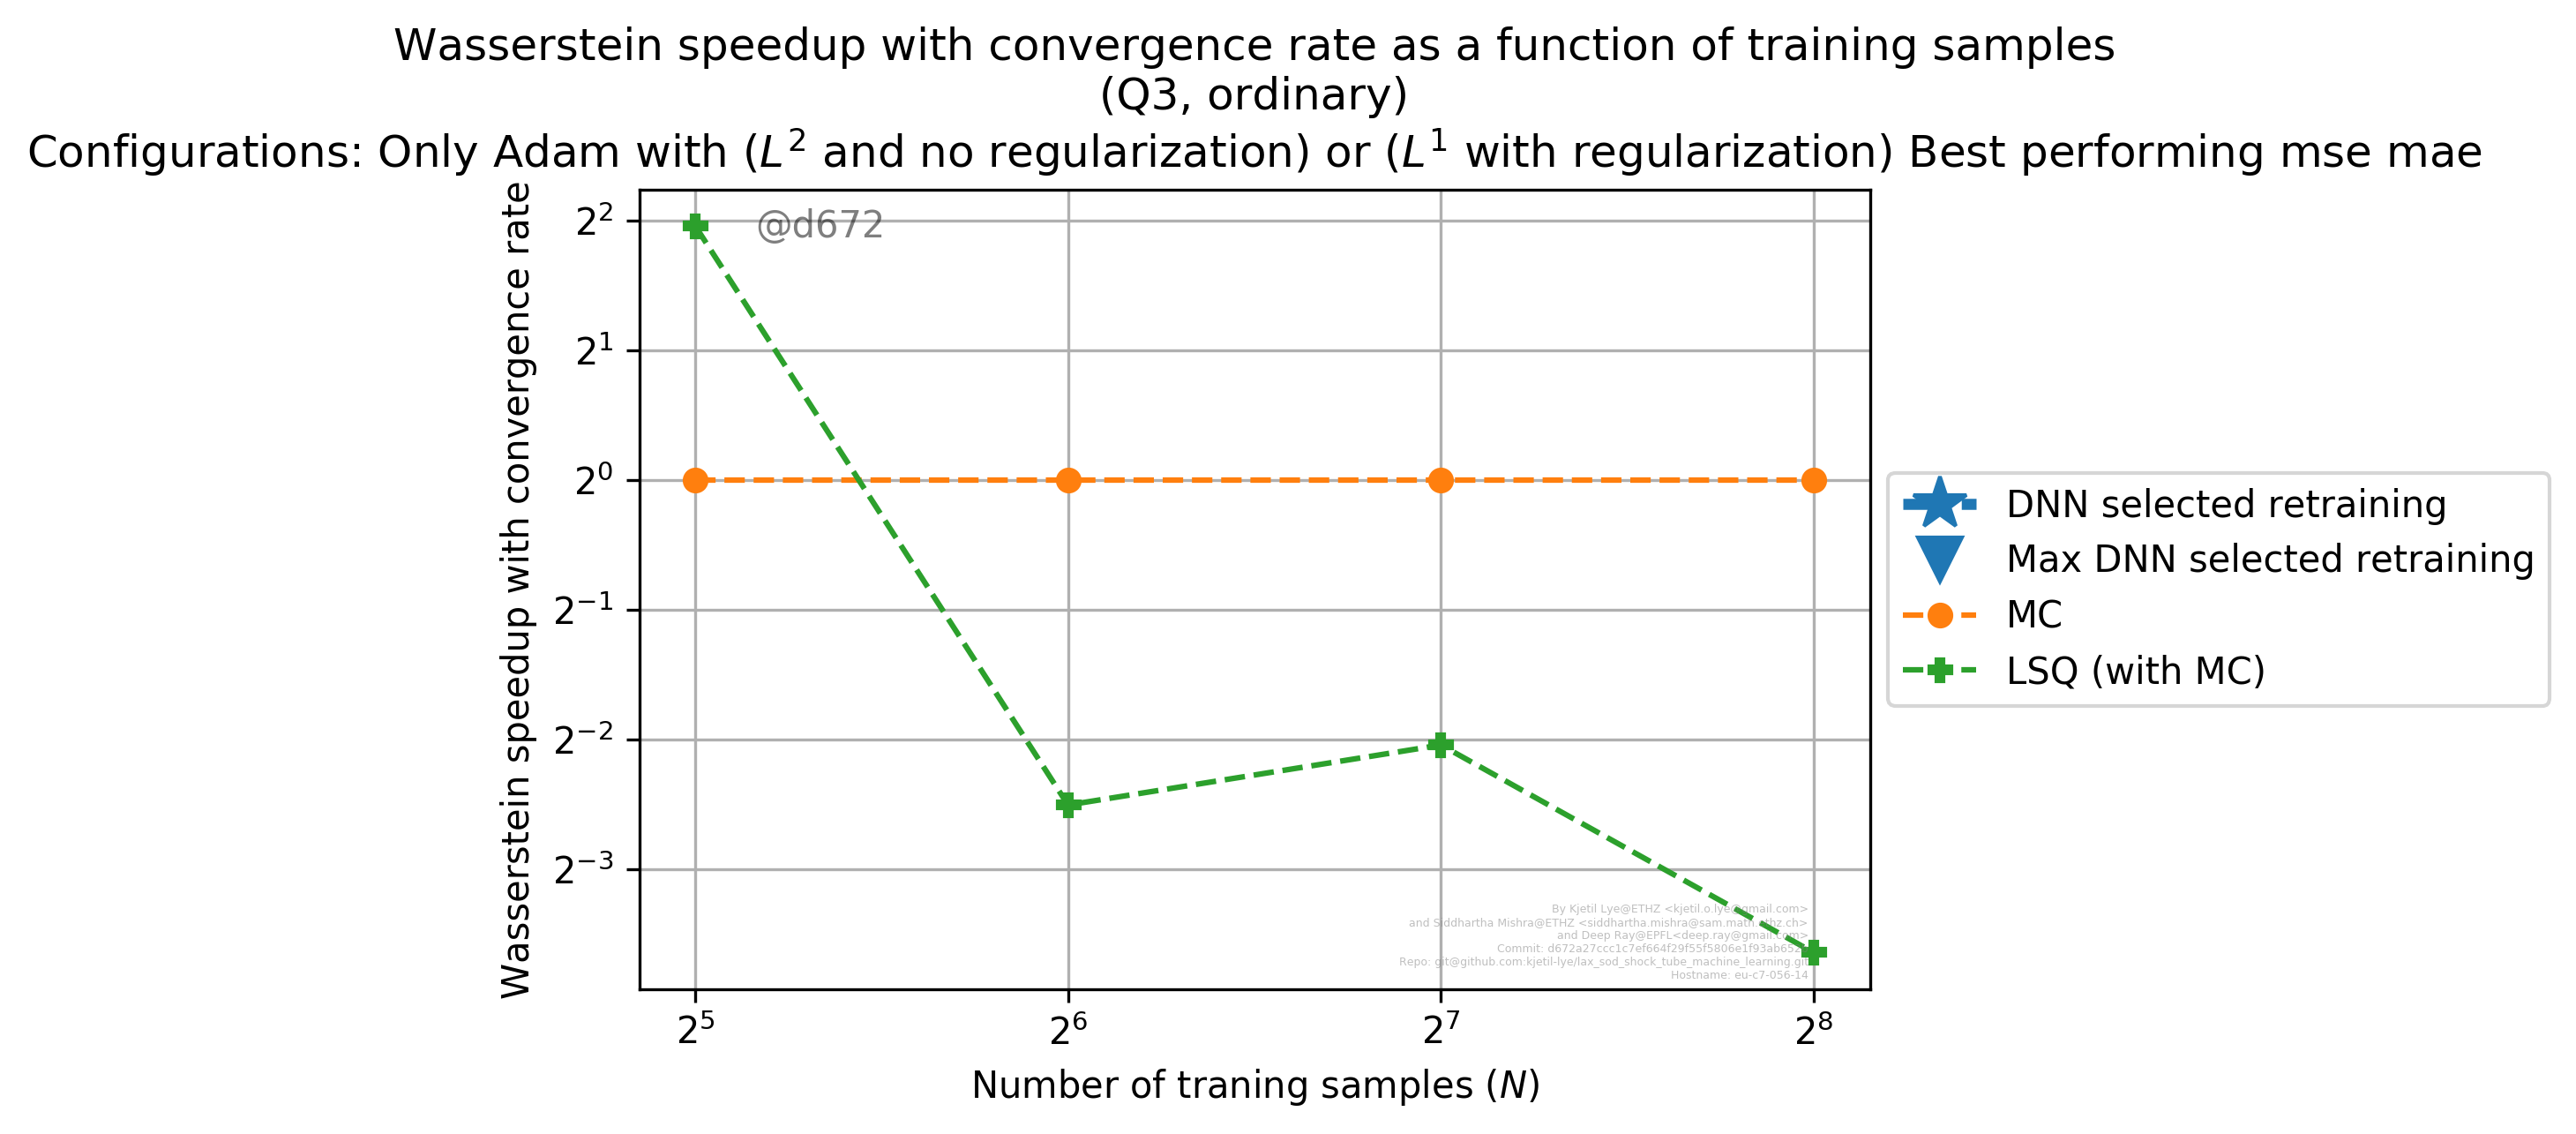 Wasserstein speedup with convergence rate as a function of training samples
(Q3, ordinary)
Configurations: Only Adam with (L² and no regularization) or (L¹ with regularization) Best performing mse mae
Wasserstein speedup with convergence rate
2²
2¹
2⁰
2⁻¹
2⁻²
2⁻³
@d672
DNN selected retraining
Max DNN selected retraining
MC
LSQ (with MC)
By Kjetil Lye@ETHZ <kjetil.o.lye@gmail.com>
and Siddhartha Mishra@ETHZ <siddhartha.mishra@sam.math.ethz.ch>
and Deep Ray@EPFL<deep.ray@gmail.com>
Commit:
Repo: git@github.com:kjetil-lye/lax_sod_shock_tube_machine_learning.git
Hostname: eu-c7-056-14
2⁵
2⁶
2⁷
2⁸
Number of traning samples (N)